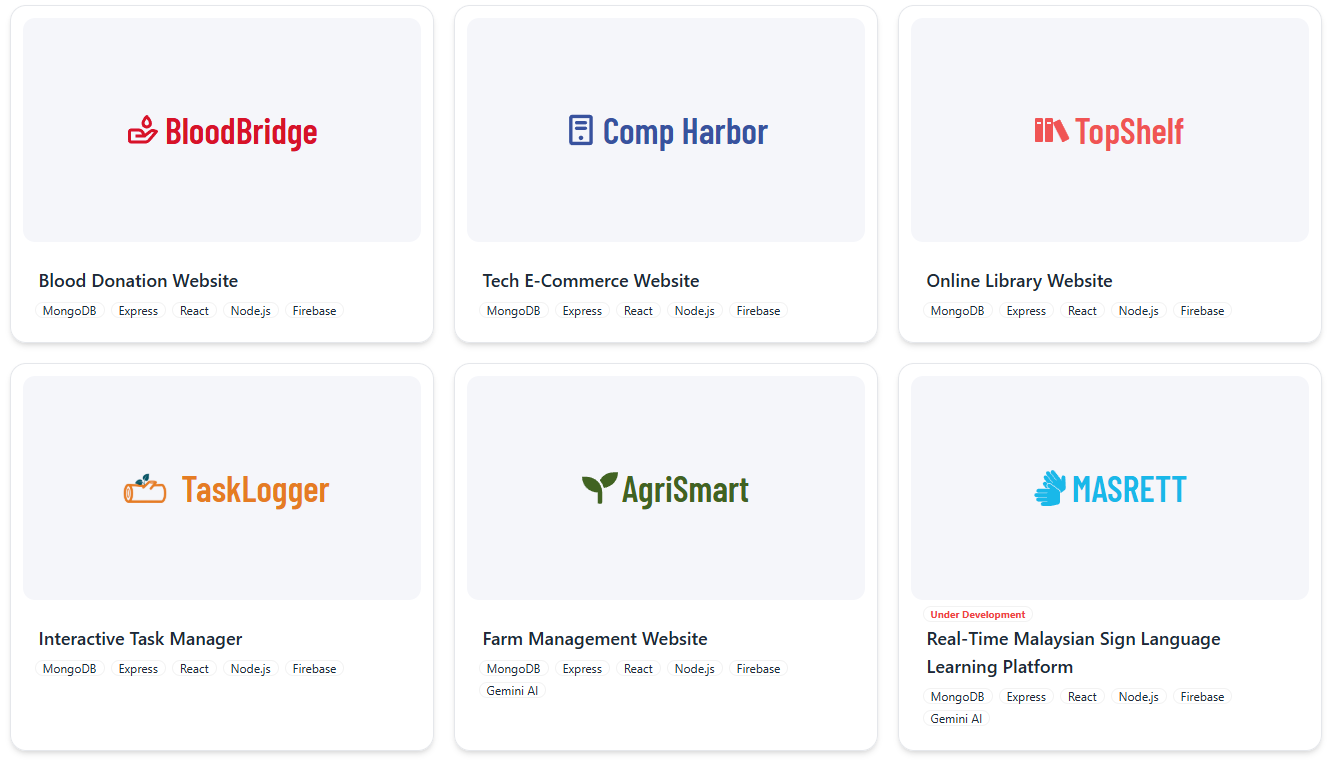 BloodBridge
Blood Donation Website
MongoDB Express React Node.js Firebase
Comp Harbor
Tech E-Commerce Website
MongoDB Express React Node.js Firebase
TopShelf
Online Library Website
MongoDB Express React Node.js Firebase
TaskLogger
Interactive Task Manager
MongoDB Express React Node.js Firebase
AgriSmart
Farm Management Website
MongoDB Express React Node.js Firebase
Gemini AI
MASRETT
Under Development
Real-Time Malaysian Sign Language
Learning Platform
MongoDB Express React Node.js Firebase
Gemini AI